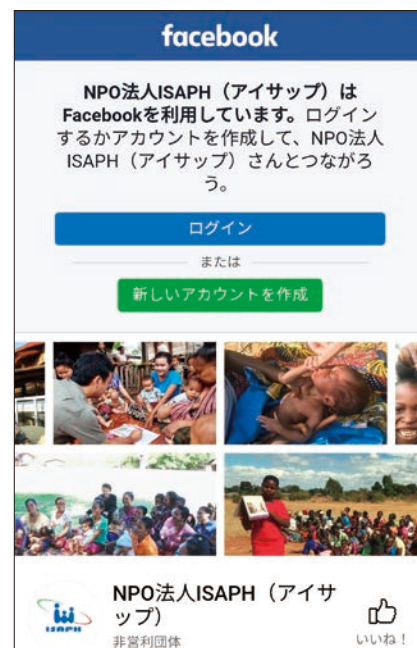 facebook
NPO法人ISAPH（アイサップ）は
Facebookを利用しています。ログイン
するかアカウントを作成して、NPO法人
ISAPH（アイサップ）さんとつながろ
う。
ログイン
または
新しいアカウントを作成
ISAPH
NPO法人ISAPH（アイサ
ップ）
非営利団体
いいね！